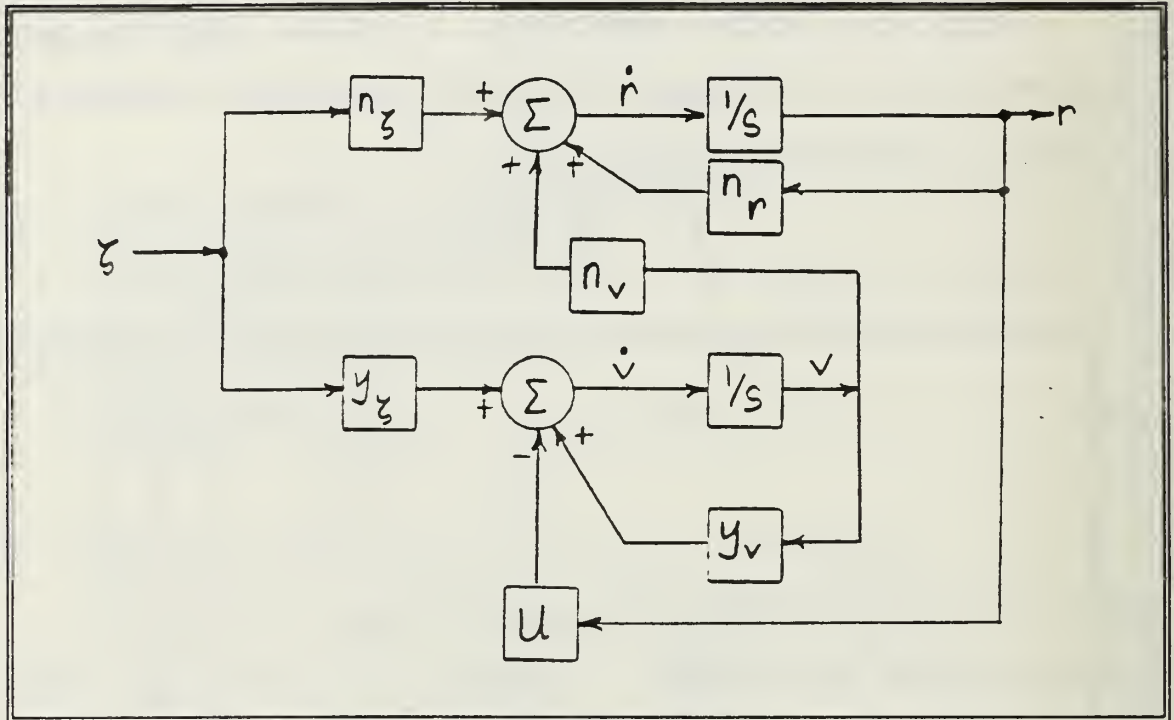 n_ζ
+
Σ
ṙ
1/s
r
+
+
n_r
ζ
n_v
y_ζ
+
Σ
v̇
1/s
v
-
+
y_v
U